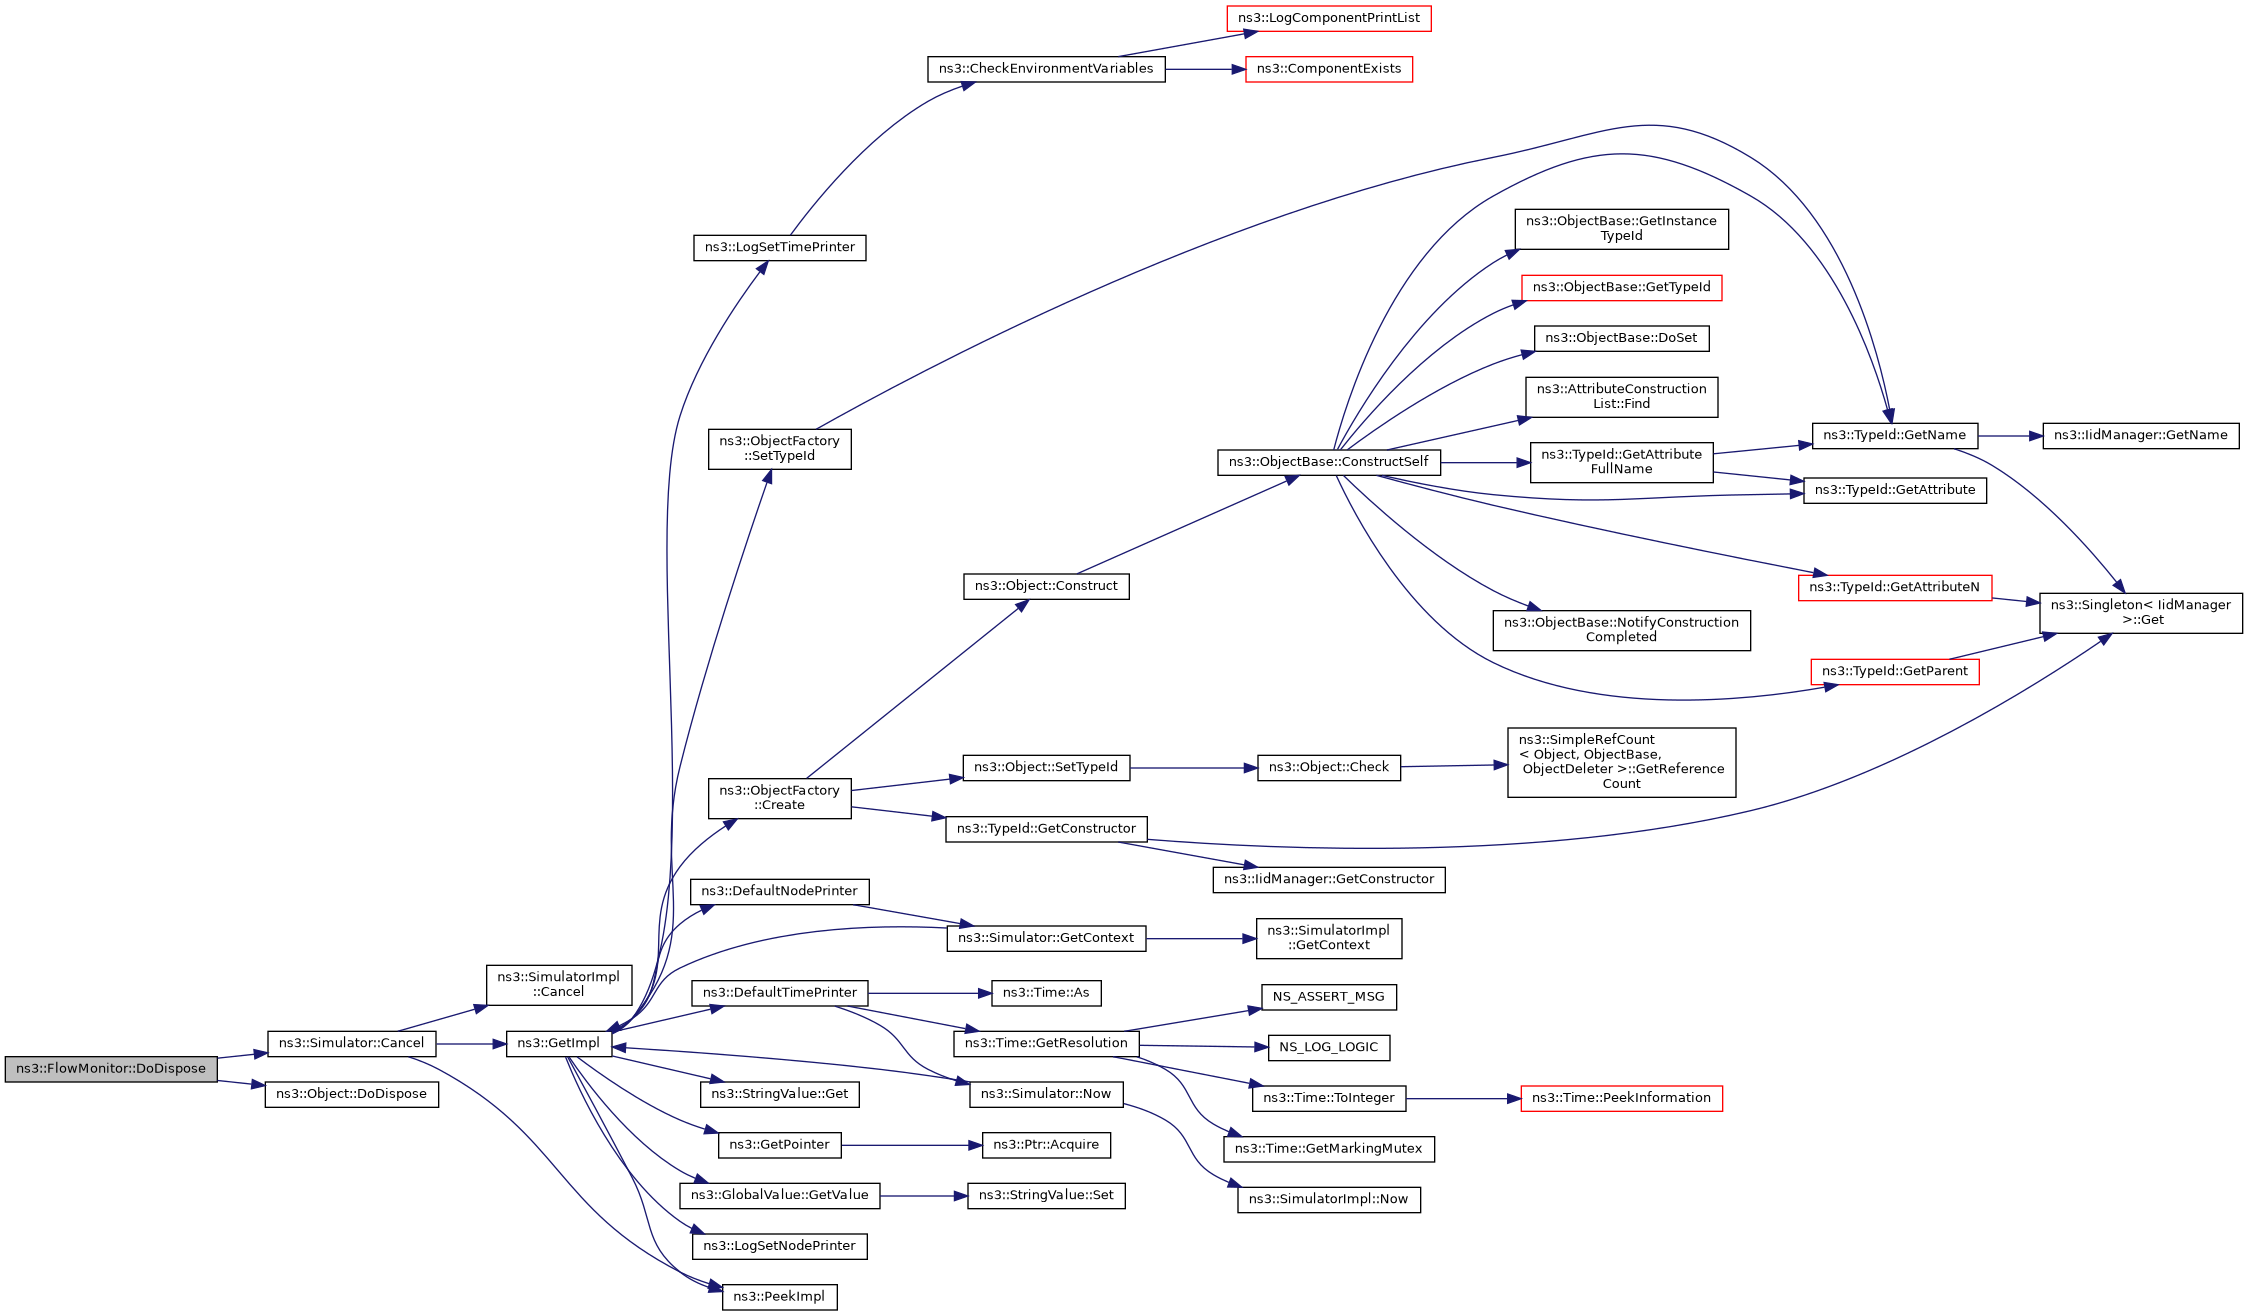 ns3::LogComponentPrintList
ns3::CheckEnvironmentVariables
ns3::ComponentExists
ns3::ObjectBase::GetInstance
TypeId
ns3::LogSetTimePrinter
ns3::ObjectBase::GetTypeId
ns3::ObjectBase::DoSet
ns3::AttributeConstruction
List::Find
ns3::ObjectFactory
::SetTypeId
ns3::ObjectBase::ConstructSelf
ns3::TypeId::GetAttribute
FullName
ns3::TypeId::GetName
ns3::IidManager::GetName
ns3::TypeId::GetAttribute
ns3::Object::Construct
ns3::TypeId::GetAttributeN
ns3::Singleton< IidManager
>::Get
ns3::ObjectBase::NotifyConstruction
Completed
ns3::TypeId::GetParent
ns3::ObjectFactory
::Create
ns3::Object::SetTypeId
ns3::Object::Check
ns3::SimpleRefCount
< Object, ObjectBase,
ObjectDeleter >::GetReference
Count
ns3::TypeId::GetConstructor
ns3::IidManager::GetConstructor
ns3::DefaultNodePrinter
ns3::Simulator::GetContext
ns3::SimulatorImpl
::GetContext
ns3::SimulatorImpl
::Cancel
ns3::DefaultTimePrinter
ns3::Time::As
NS_ASSERT_MSG
ns3::FlowMonitor::DoDispose
ns3::Simulator::Cancel
ns3::GetImpl
ns3::Time::GetResolution
NS_LOG_LOGIC
ns3::Object::DoDispose
ns3::StringValue::Get
ns3::Simulator::Now
ns3::Time::ToInteger
ns3::Time::PeekInformation
ns3::GetPointer
ns3::Ptr::Acquire
ns3::Time::GetMarkingMutex
ns3::GlobalValue::GetValue
ns3::StringValue::Set
ns3::SimulatorImpl::Now
ns3::LogSetNodePrinter
ns3::PeekImpl